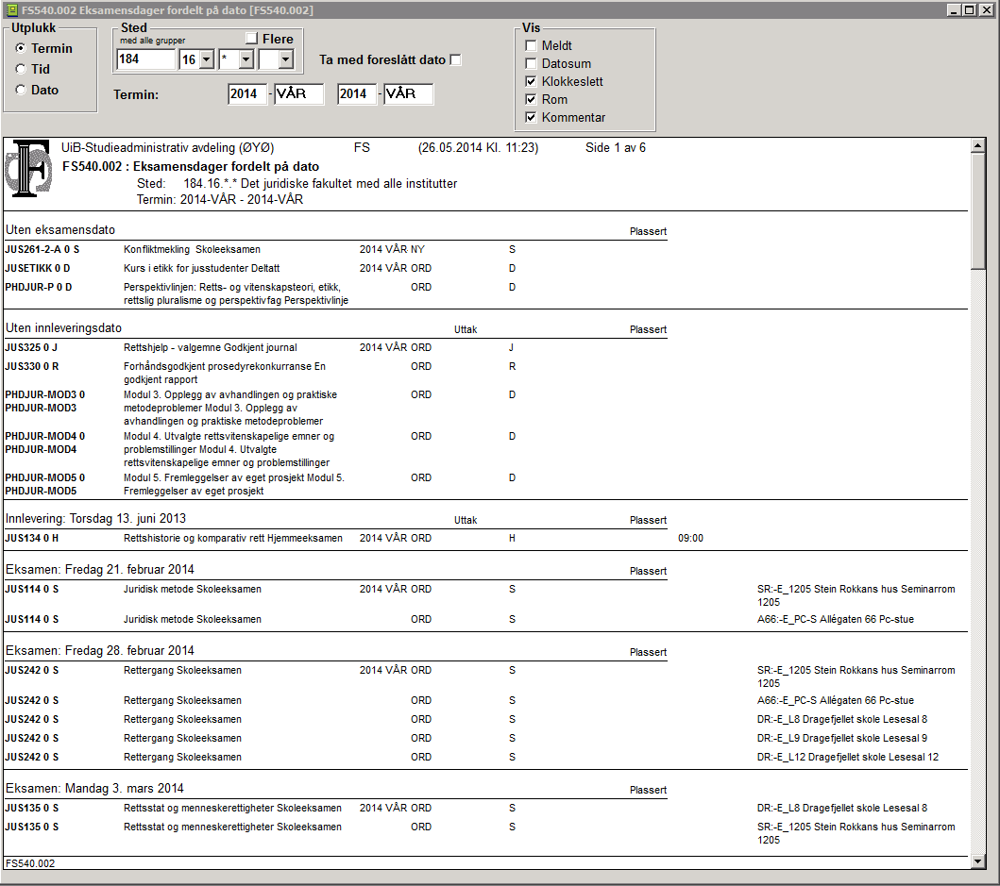 FS540.002 Eksamensdager fordelt på dato [FS540.002]
Utplukk
Termin
Tid
Dato
Sted
med alle grupper
Flere
184 16 *
Ta med foreslått dato
Termin: 2014 - VÅR 2014 - VÅR
Vis
Meldt
Datosum
Klokkeslett
Rom
Kommentar
UiB-Studieadministrativ avdeling (ØYØ) FS (26.05.2014 Kl. 11:23) Side 1 av 6
FS540.002 : Eksamensdager fordelt på dato
Sted: 184.16.*.* Det juridiske fakultet med alle institutter
Termin: 2014-VÅR - 2014-VÅR
Uten eksamensdato Plassert
JUS261-2-A 0 S Konfliktmekling Skoleeksamen 2014 VÅR NY S
JUSETIKK 0 D Kurs i etikk for jusstudenter Deltatt 2014 VÅR ORD D
PHDJUR-P 0 D Perspektivlinjen: Retts- og vitenskapsteori, etikk, ORD D
rettslig pluralisme og perspektivfag Perspektivlinje
Uten innleveringsdato Uttak Plassert
JUS325 0 J Rettshjelp - valgemne Godkjent journal 2014 VÅR ORD J
JUS330 0 R Forhåndsgodkjent prosedyrekonkurranse En ORD R
godkjent rapport
PHDJUR-MOD3 0 Modul 3. Opplegg av avhandlingen og praktiske ORD D
PHDJUR-MOD3 metodeproblemer Modul 3. Opplegg av
avhandlingen og praktiske metodeproblemer
PHDJUR-MOD4 0 Modul 4. Utvalgte rettsvitenskapelige emner og ORD D
PHDJUR-MOD4 problemstillinger Modul 4. Utvalgte
rettsvitenskapelige emner og problemstillinger
PHDJUR-MOD5 0 Modul 5. Fremleggelser av eget prosjekt Modul 5. ORD D
PHDJUR-MOD5 Fremleggelser av eget prosjekt
Innlevering: Torsdag 13. juni 2013 Uttak Plassert
JUS134 0 H Rettshistorie og komparativ rett Hjemmeeksamen 2014 VÅR ORD H 09:00
Eksamen: Fredag 21. februar 2014 Plassert
JUS114 0 S Juridisk metode Skoleeksamen 2014 VÅR ORD S SR:-E_1205 Stein Rokkans hus Seminarrom
1205
JUS114 0 S Juridisk metode Skoleeksamen ORD S A66:-E_PC-S Allégaten 66 Pc-stue
Eksamen: Fredag 28. februar 2014 Plassert
JUS242 0 S Rettergang Skoleeksamen 2014 VÅR ORD S SR:-E_1205 Stein Rokkans hus Seminarrom
1205
JUS242 0 S Rettergang Skoleeksamen ORD S A66:-E_PC-S Allégaten 66 Pc-stue
JUS242 0 S Rettergang Skoleeksamen ORD S DR:-E_L8 Dragefjellet skole Lesesal 8
JUS242 0 S Rettergang Skoleeksamen ORD S DR:-E_L9 Dragefjellet skole Lesesal 9
JUS242 0 S Rettergang Skoleeksamen ORD S DR:-E_L12 Dragefjellet skole Lesesal 12
Eksamen: Mandag 3. mars 2014 Plassert
JUS135 0 S Rettsstat og menneskerettigheter Skoleeksamen 2014 VÅR ORD S DR:-E_L8 Dragefjellet skole Lesesal 8
JUS135 0 S Rettsstat og menneskerettigheter Skoleeksamen ORD S SR:-E_1205 Stein Rokkans hus Seminarrom
1205
FS540.002